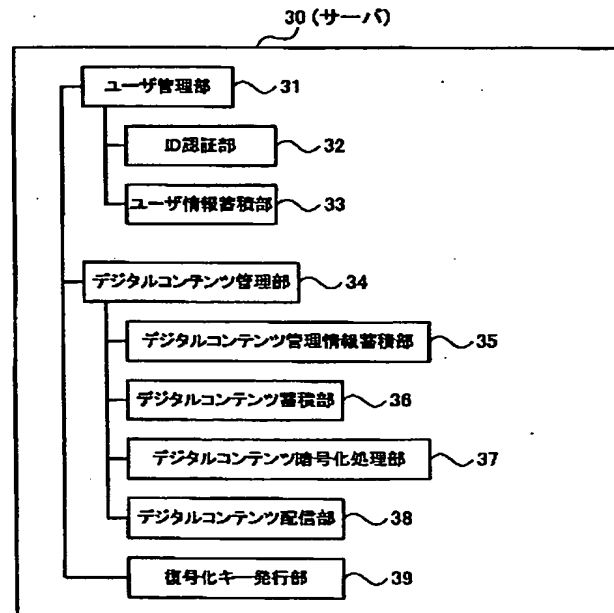 30(サーバ)
ユーザ管理部 31
ID認証部 32
ユーザ情報蓄積部 33
デジタルコンテンツ管理部 34
デジタルコンテンツ管理情報蓄積部 35
デジタルコンテンツ蓄積部 36
デジタルコンテンツ暗号化処理部 37
デジタルコンテンツ配信部 38
復号化キー発行部 39